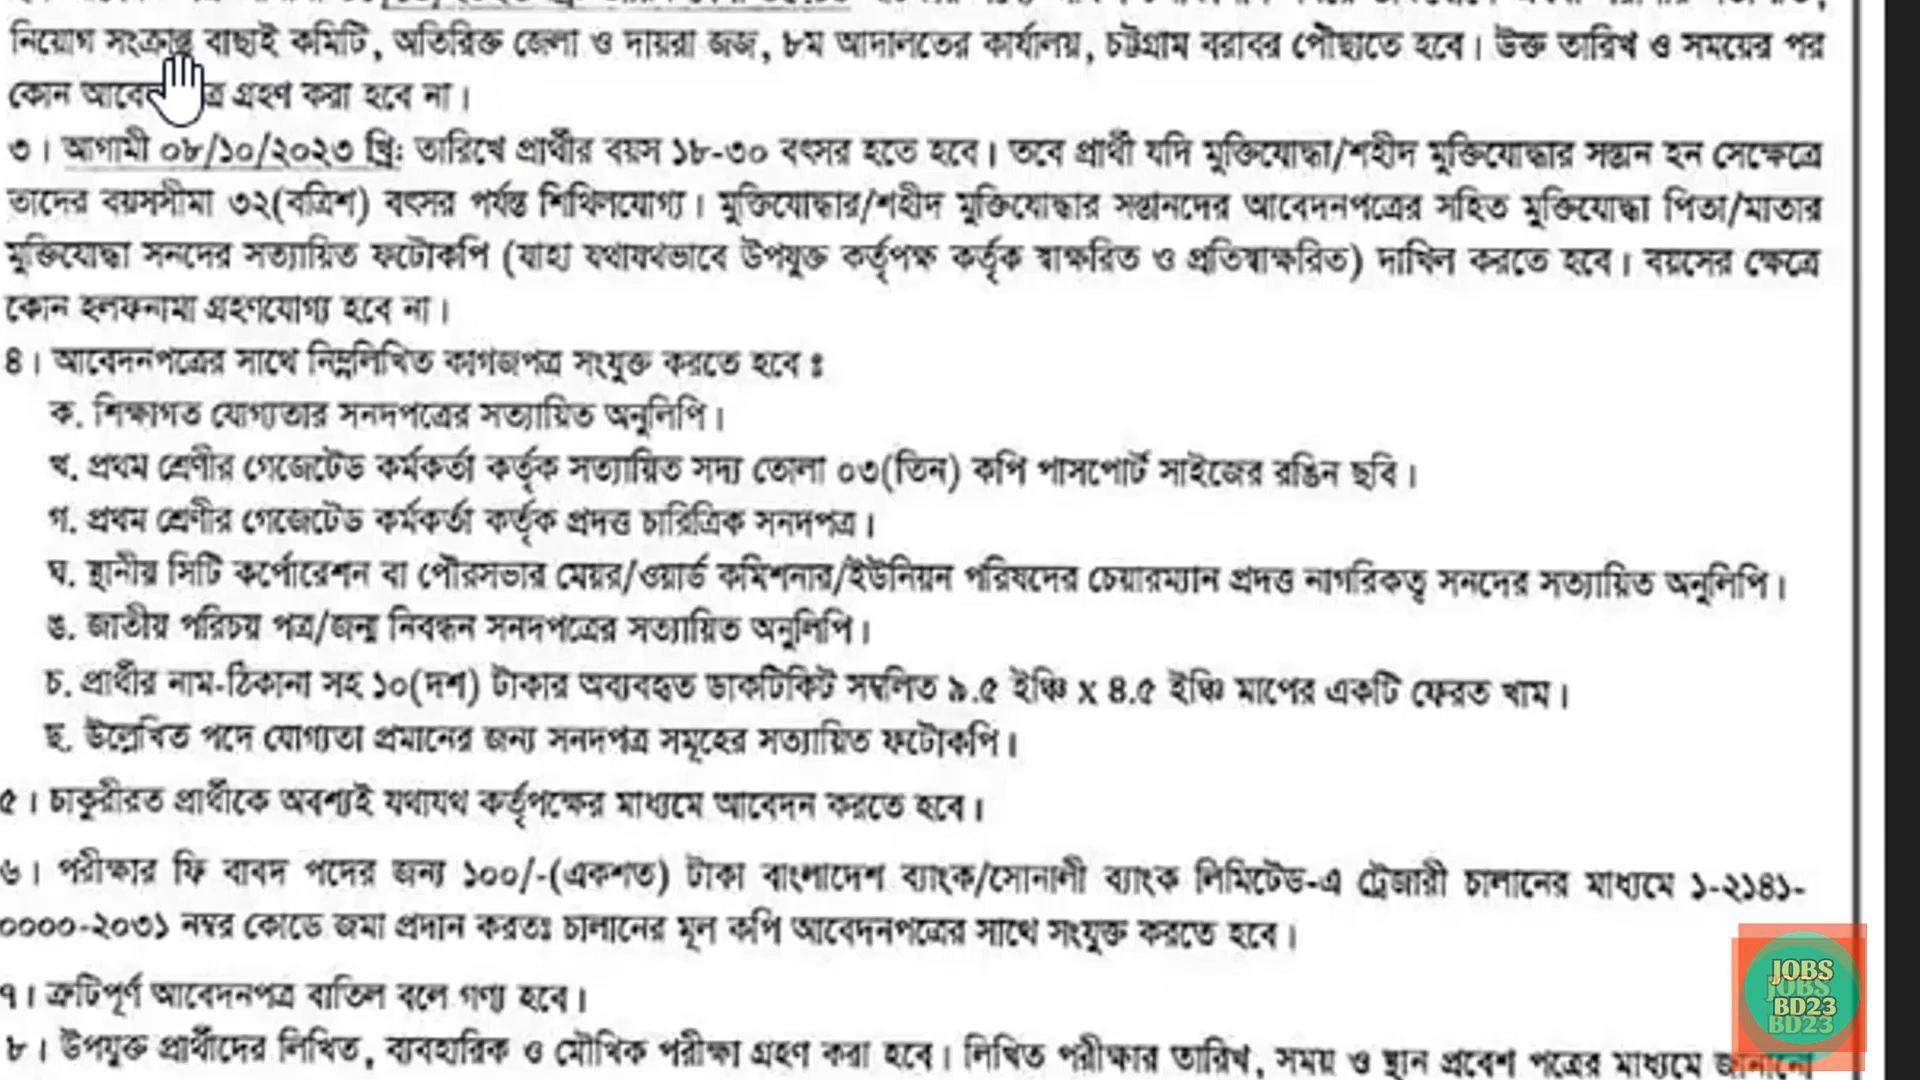 নিয়োগ সংক্রান্ত বাছাই কমিটি, অতিরিক্ত জেলা ও দায়রা জজ, ৮ম আদালতের কার্যালয়, চট্টগ্রাম বরাবর পৌঁছাতে হবে। উক্ত তারিখ ও সময়ের পর
কোন গ্রহণ করা হবে না।
৩। আগামী ০৮/১০/২০২৩ খ্রি: তারিখে প্রার্থীর বয়স ১৮-৩০ বৎসর হতে হবে। তবে প্রার্থী যদি মুক্তিযোদ্ধা/শহীদ মুক্তিযোদ্ধার সন্তান হন সেক্ষেত্রে
তাদের বয়সসীমা ৩২(বত্রিশ) বৎসর পর্যন্ত শিথিলযোগ্য। মুক্তিযোদ্ধার/শহীদ মুক্তিযোদ্ধার সন্তানদের আবেদনপত্রের সহিত মুক্তিযোদ্ধা পিতা/মাতার
মুক্তিযোদ্ধা সনদের সত্যায়িত ফটোকপি (যাহা যথাযথভাবে উপযুক্ত কর্তৃপক্ষ কর্তৃক স্বাক্ষরিত ও প্রতিস্বাক্ষরিত) দাখিল করতে হবে। বয়সের ক্ষেত্রে
কোন হলফনামা গ্রহণযোগ্য হবে না।
৪। আবেদনপত্রের সাথে নিম্নলিখিত কাগজপত্র সংযুক্ত করতে হবে ঃ
ক. শিক্ষাগত যোগ্যতার সনদপত্রের সত্যায়িত অনুলিপি।
খ. প্রথম শ্রেণীর গেজেটেড কর্মকর্তা কর্তৃক সত্যায়িত সদ্য তোলা ০৩(তিন) কপি পাসপোর্ট সাইজের রঙিন ছবি।
গ. প্রথম শ্রেণীর গেজেটেড কর্মকর্তা কর্তৃক প্রদত্ত চারিত্রিক সনদপত্র।
ঘ. স্থানীয় সিটি কর্পোরেশন বা পৌরসভার মেয়র/ওয়ার্ড কমিশনার/ইউনিয়ন পরিষদের চেয়ারম্যান প্রদত্ত নাগরিকত্ব সনদের সত্যায়িত অনুলিপি।
ঙ. জাতীয় পরিচয় পত্র/জন্ম নিবন্ধন সনদপত্রের সত্যায়িত অনুলিপি।
চ. প্রার্থীর নাম-ঠিকানা সহ ১০(দশ) টাকার অব্যবহৃত ডাকটিকিট সম্বলিত ৯.৫ ইঞ্চি x ৪.৫ ইঞ্চি মাপের একটি ফেরত খাম।
ছ. উল্লেখিত পদে যোগ্যতা প্রমানের জন্য সনদপত্র সমূহের সত্যায়িত ফটোকপি।
৫। চাকুরীরত প্রার্থীকে অবশ্যই যথাযথ কর্তৃপক্ষের মাধ্যমে আবেদন করতে হবে।
৬। পরীক্ষার ফি বাবদ পদের জন্য ১০০/-(একশত) টাকা বাংলাদেশ ব্যাংক/সোনালী ব্যাংক লিমিটেড-এ ট্রেজারী চালানের মাধ্যমে ১-২১৪১-
০০০০-২০৩১ নম্বর কোডে জমা প্রদান করতঃ চালানের মূল কপি আবেদনপত্রের সাথে সংযুক্ত করতে হবে।
৭। ত্রুটিপূর্ণ আবেদনপত্র বাতিল বলে গণ্য হবে।
৮। উপযুক্ত প্রার্থীদের লিখিত, ব্যবহারিক ও মৌখিক পরীক্ষা গ্রহণ করা হবে। লিখিত পরীক্ষার তারিখ, সময় ও স্থান প্রবেশ পত্রের মাধ্যমে জানানো
JOBS
JOBS
BD23
BD23